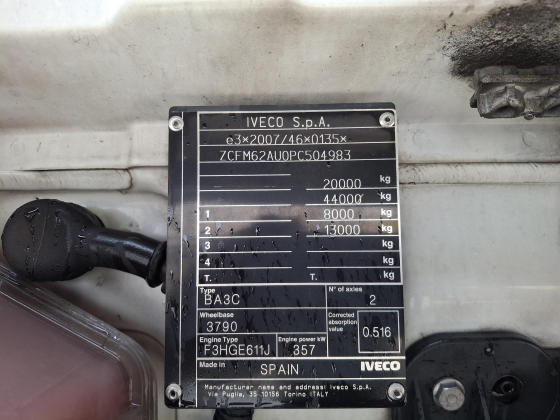 IVECO S.p.A.
e3×2007/46×0135×
ZCFM62AU0PC504983
20000 kg
44000 kg
1 8000 kg
2 13000 kg
3 kg
4 kg
T. T. kg
Type N° of axles
BA3C 2
Wheelbase Corrected absorption value
3790 0.516
Engine Type Engine power kW
F3HGE611J 357
Made in SPAIN IVECO
Manufacturer name and address: Iveco S.p.A.
Via Puglia, 35 10156 Torino ITALY